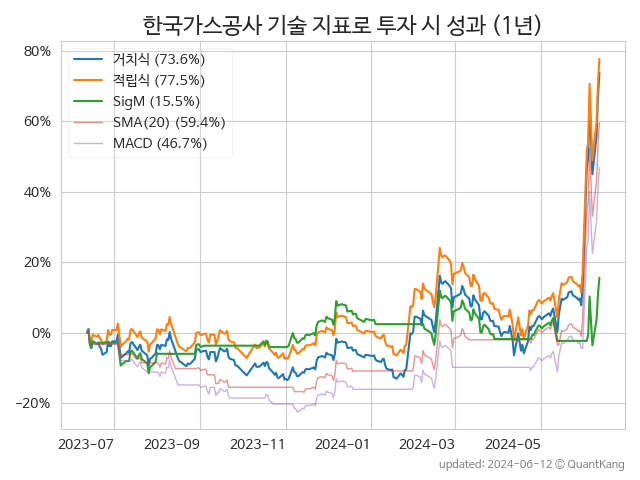 한국가스공사 기술 지표로 투자 시 성과 (1년)
80%
60%
40%
20%
0%
−20%
거치식 (73.6%)
적립식 (77.5%)
SigM (15.5%)
SMA(20) (59.4%)
MACD (46.7%)
2023-07
2023-09
2023-11
2024-01
2024-03
2024-05
updated: 2024-06-12 © QuantKang